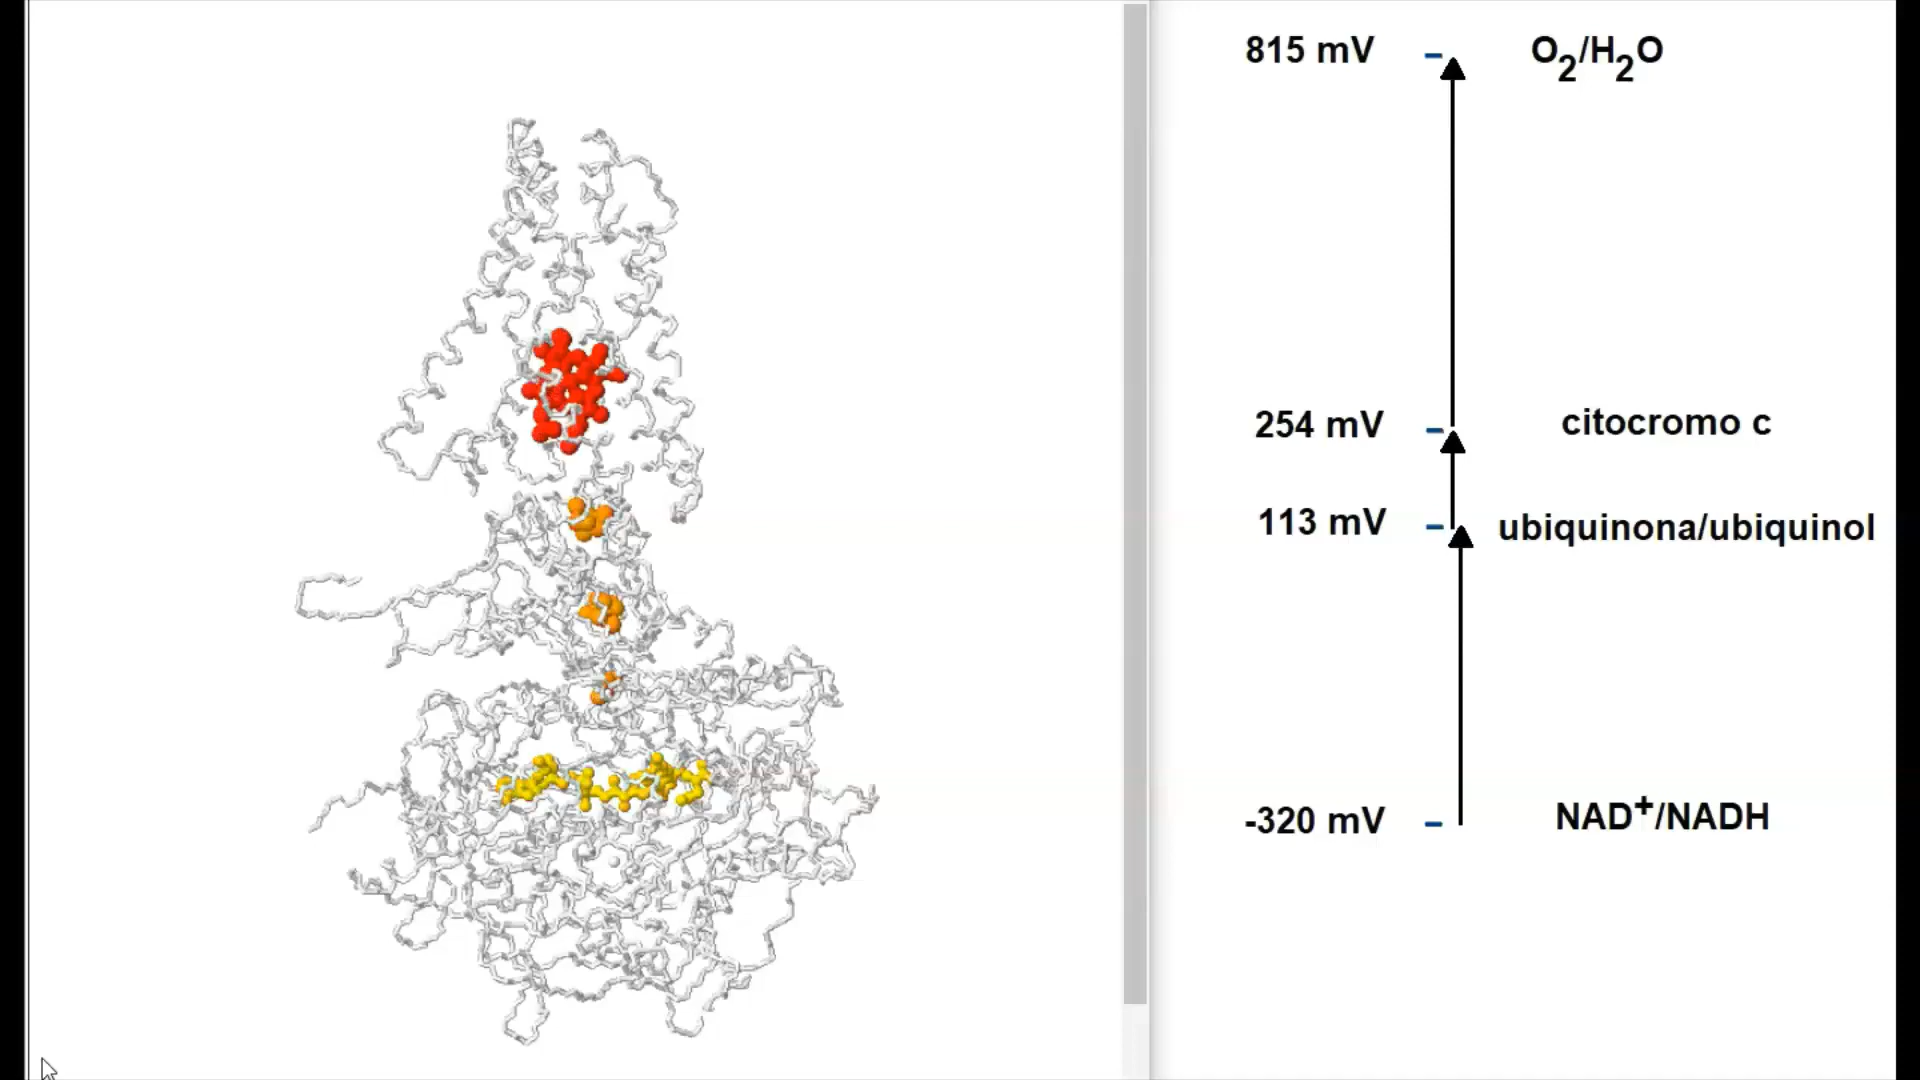 815 mV O₂/H₂O
254 mV citocromo c
113 mV ubiquinona/ubiquinol
-320 mV NAD⁺/NADH